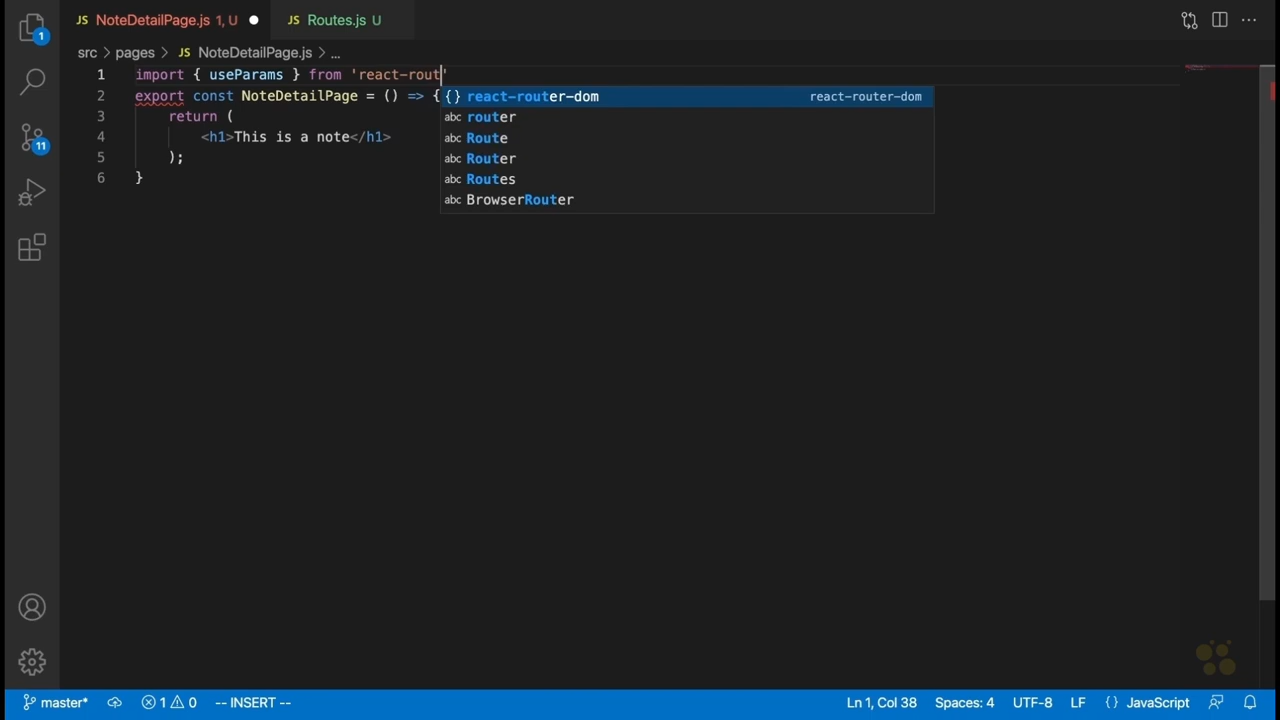 JS NoteDetailPage.js 1, U
JS Routes.js U
src > pages > JS NoteDetailPage.js > ...
1 import { useParams } from 'react-rout'
2 export const NoteDetailPage = () => {
3 return (
4 <h1>This is a note</h1>
5 );
6 }
{} react-router-dom react-router-dom
abc router
abc Route
abc Router
abc Routes
abc BrowserRouter
1
11
master* 1 0 -- INSERT -- Ln 1, Col 38 Spaces: 4 UTF-8 LF {} JavaScript